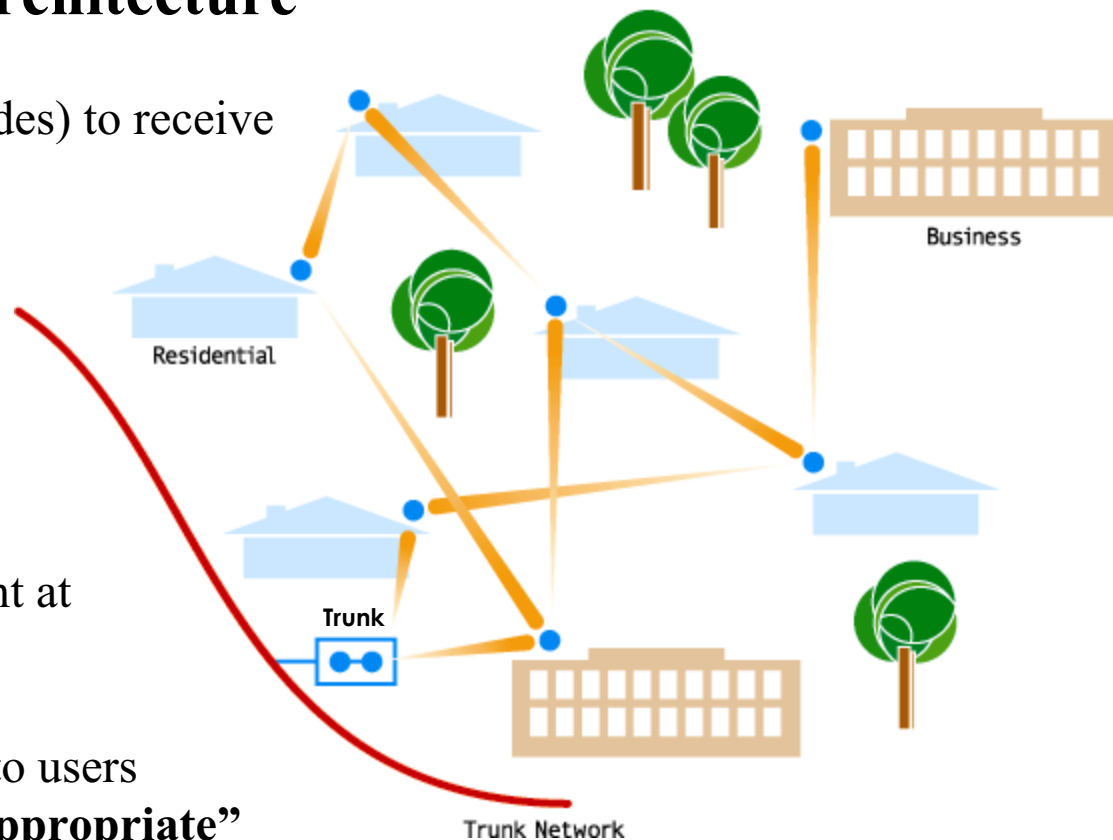 des) to receive
Business
Residential
nt at
Trunk
to users
ppropriate”
Trunk Network